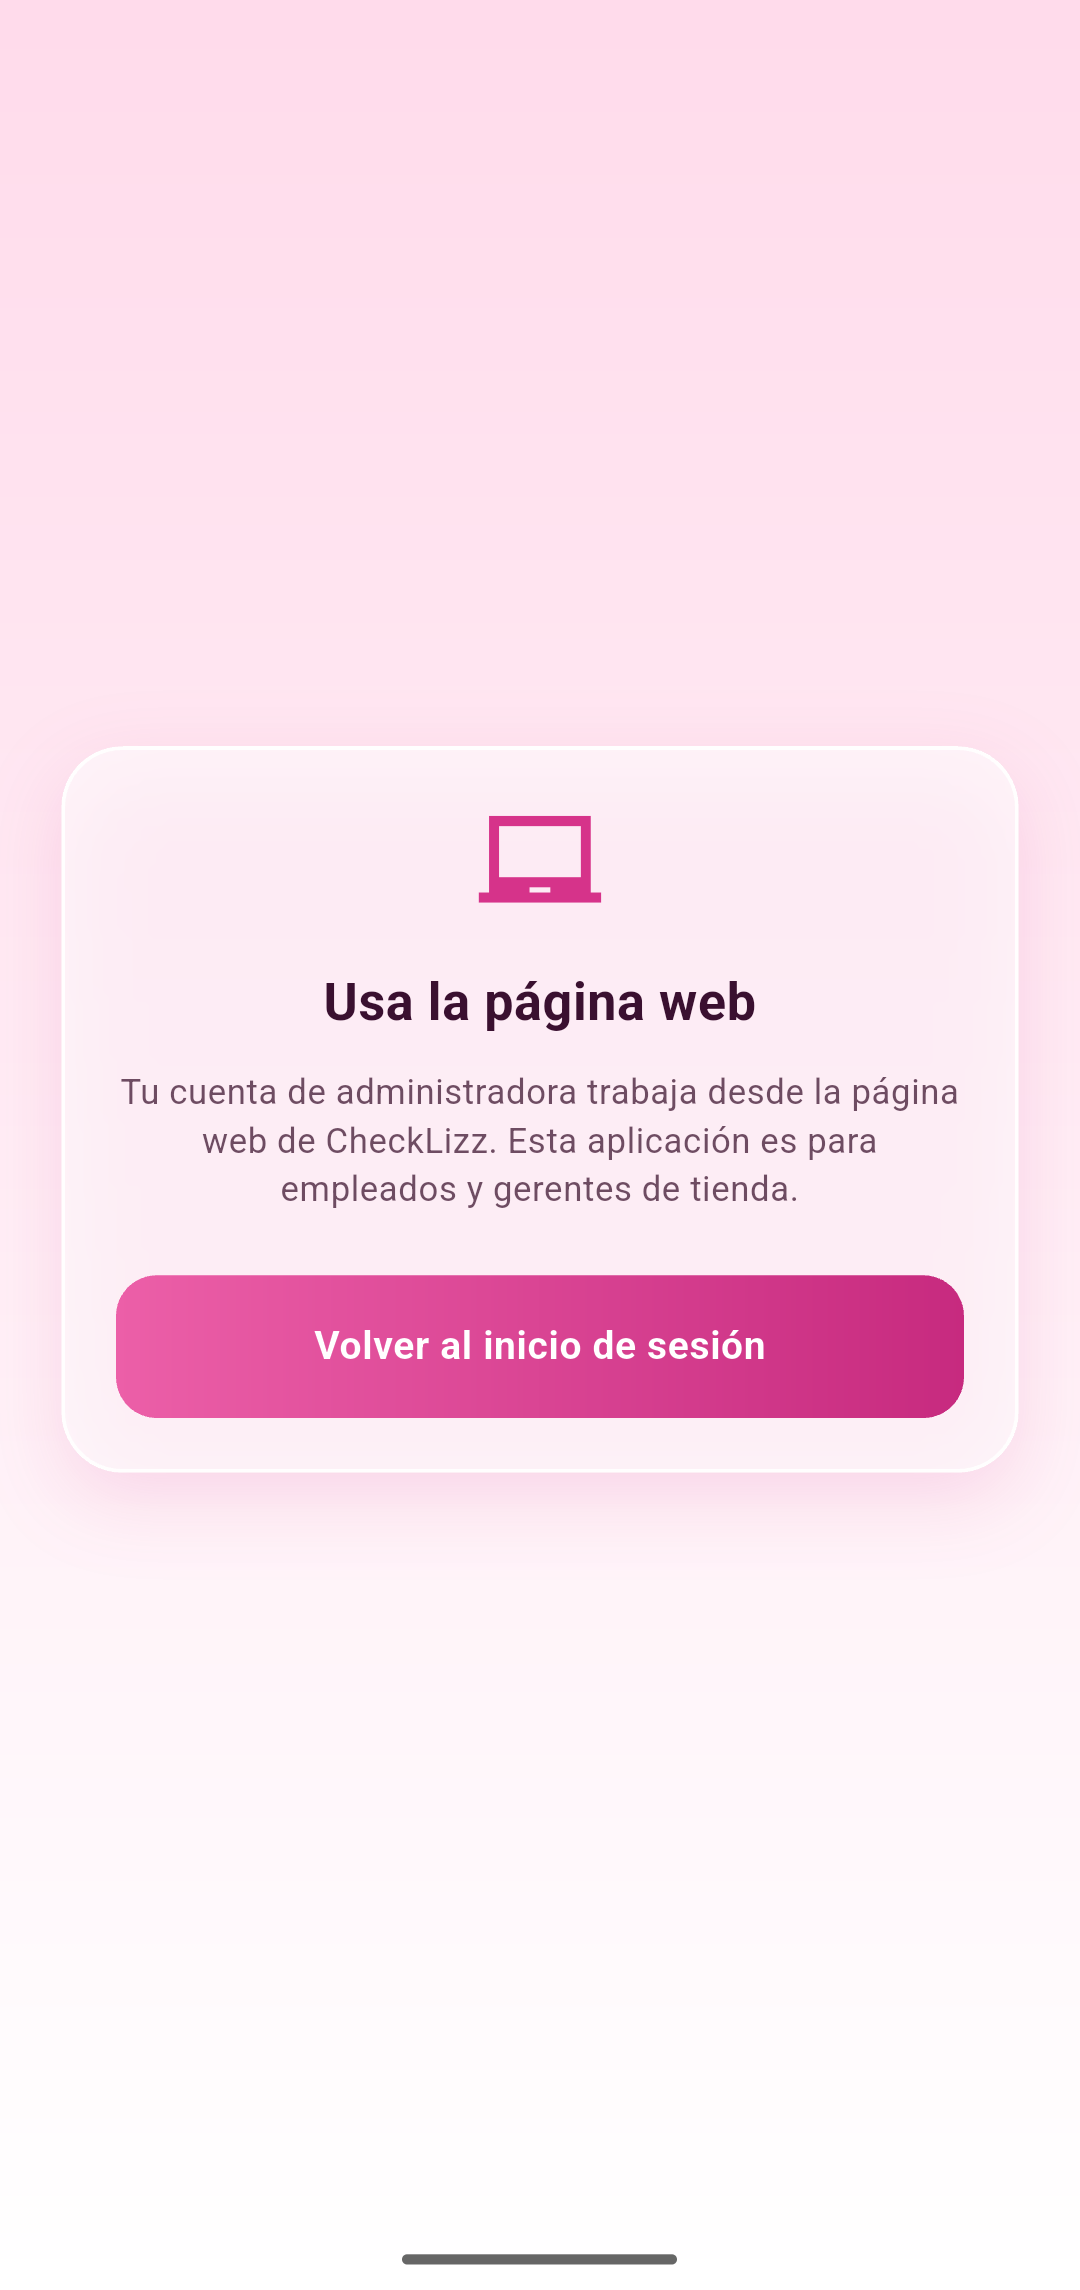 Usa la página web
Tu cuenta de administradora trabaja desde la página
web de CheckLizz. Esta aplicación es para
empleados y gerentes de tienda.
Volver al inicio de sesión